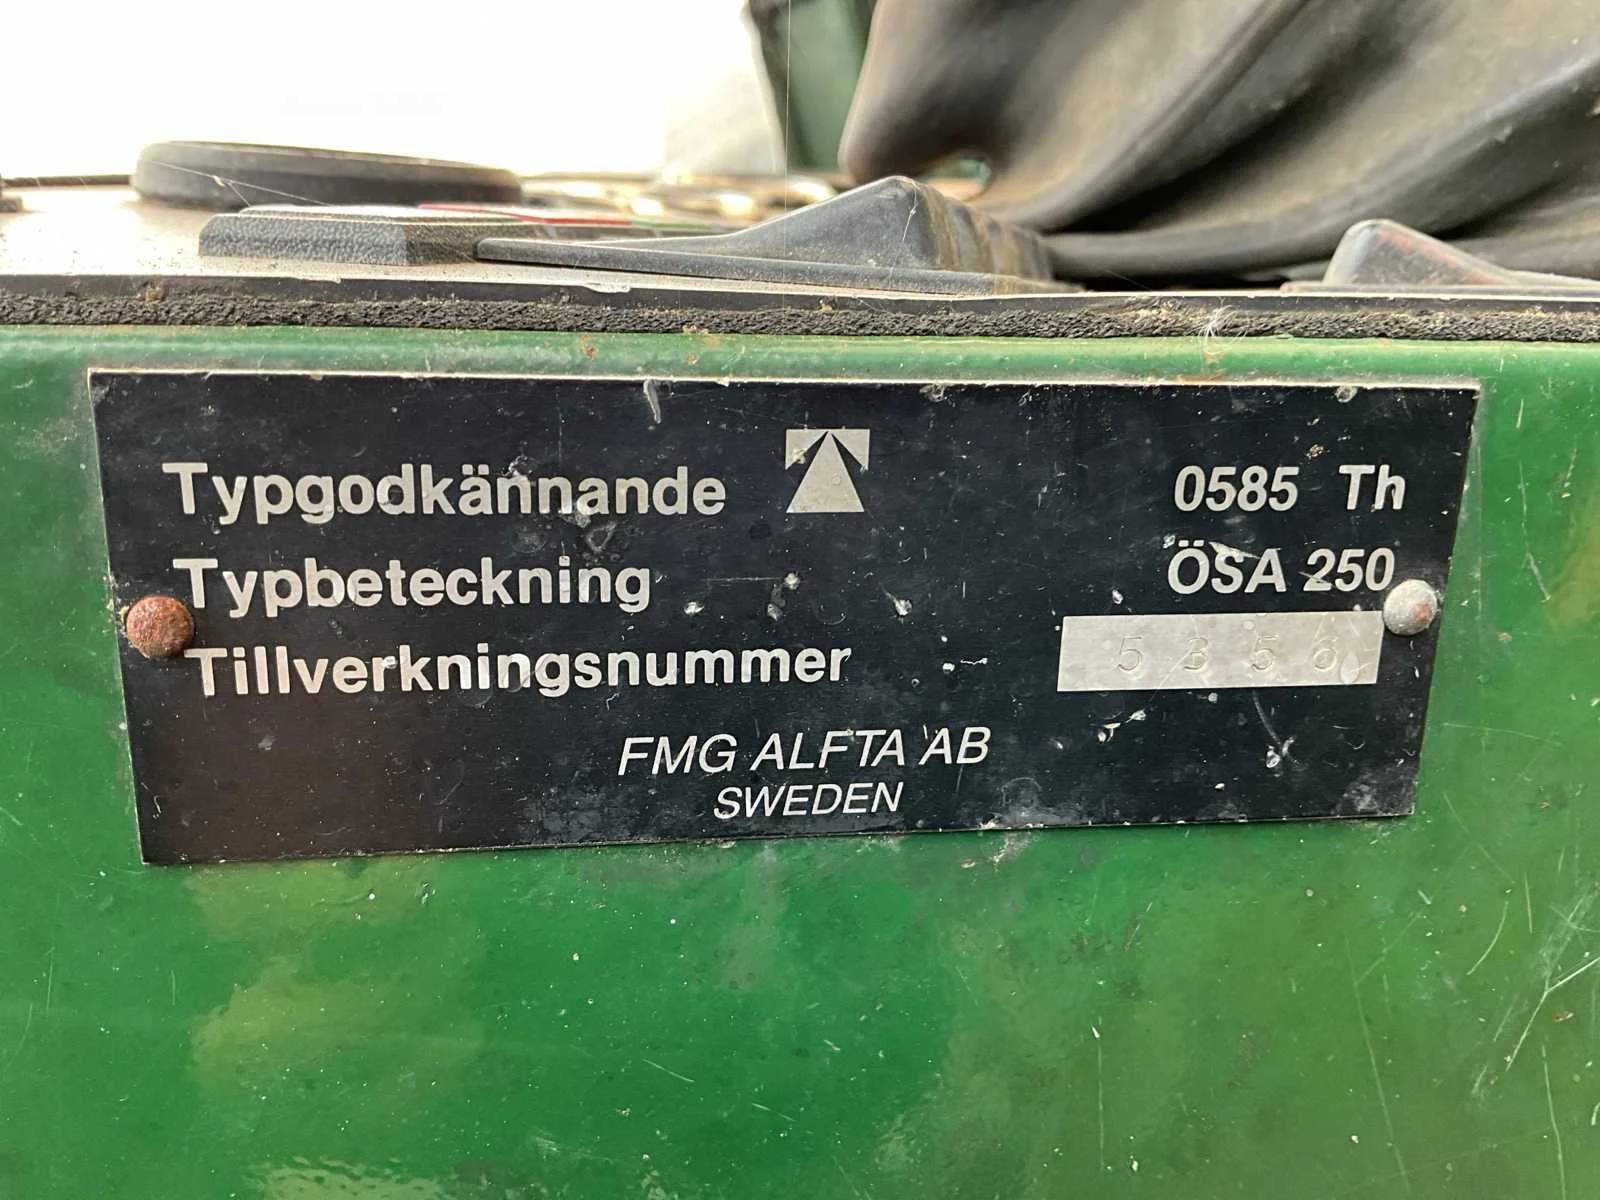 Typgodkännande 0585 Th
Typbeteckning ÖSA 250
Tillverkningsnummer 5356
FMG ALFTA AB
SWEDEN